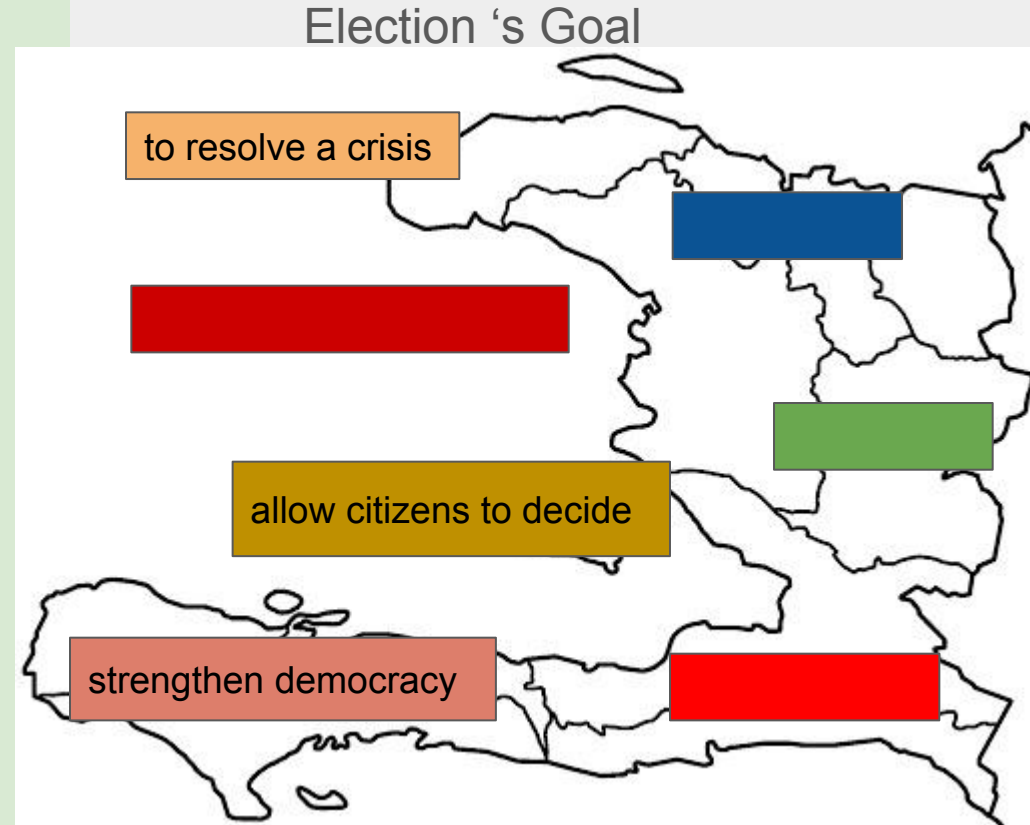 Election ‘s Goal
to resolve a crisis
allow citizens to decide
strengthen democracy